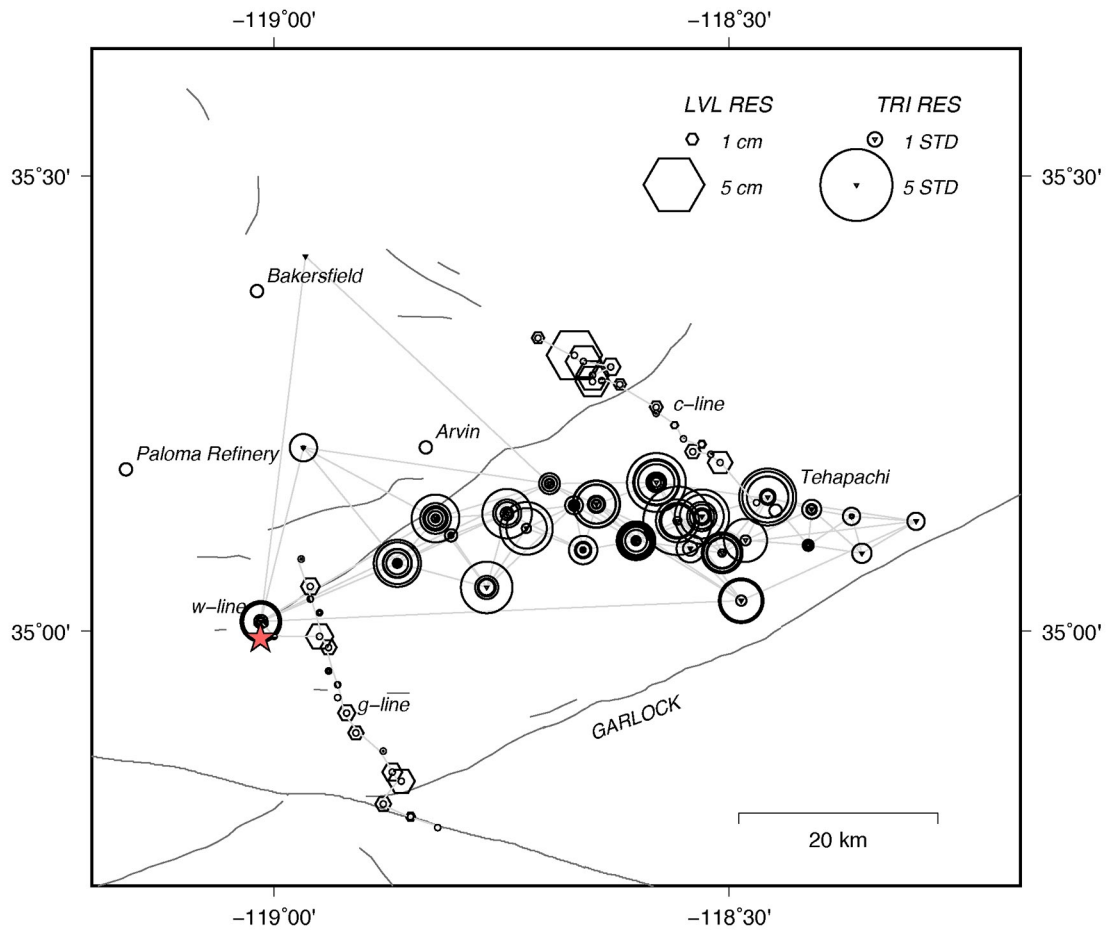 −119˚00'
−118˚30'
LVL RES
TRI RES
1 cm
1 STD
35˚30'
35˚30'
5 cm
5 STD
Bakersfield
c−line
Arvin
Paloma Refinery
Tehapachi
w−line
35˚00'
35˚00'
g−line
GARLOCK
20 km
−119˚00'
−118˚30'